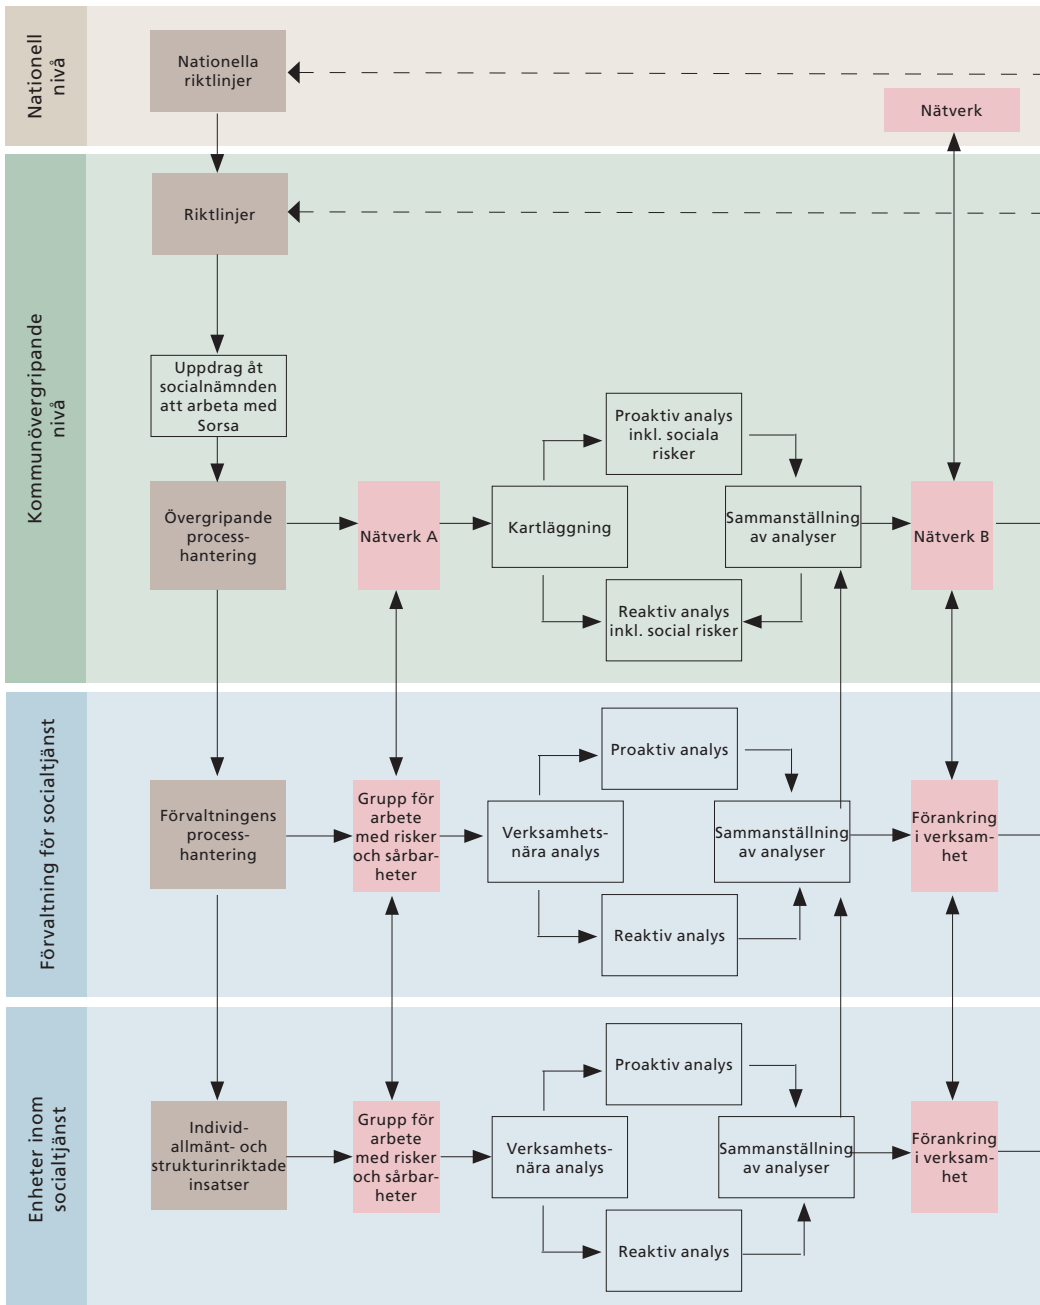 Nationell
nivå
Nationella
riktlinjer
Nätverk
Kommunövergripande
nivå
Riktlinjer
Uppdrag åt
socialnämnden
att arbeta med
Sorsa
Övergripande
process-
hantering
Nätverk A
Kartläggning
Proaktiv analys
inkl. sociala
risker
Reaktiv analys
inkl. social risker
Sammanställning
av analyser
Nätverk B
Förvaltning för socialtjänst
Förvaltningens
process-
hantering
Grupp för
arbete
med risker
och sårbar-
heter
Verksamhets-
nära analys
Proaktiv analys
Reaktiv analys
Sammanställning
av analyser
Förankring
i verksam-
het
Enheter inom
socialtjänst
Individ-
allmänt- och
strukturinriktade
insatser
Grupp för
arbete
med risker
och sårbar-
heter
Verksamhets-
nära analys
Proaktiv analys
Reaktiv analys
Sammanställning
av analyser
Förankring
i verksam-
het